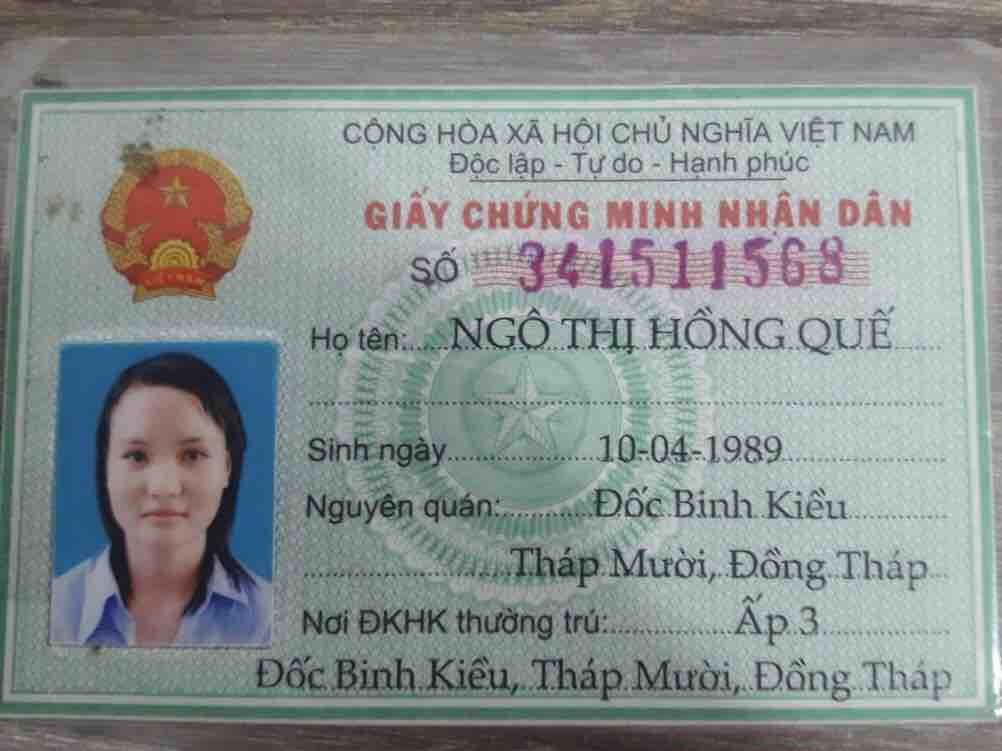 CỘNG HÒA XÃ HỘI CHỦ NGHĨA VIỆT NAM
Độc lập - Tự do - Hạnh phúc
GIẤY CHỨNG MINH NHÂN DÂN
SỐ 341511568
Họ tên: NGÔ THỊ HỒNG QUẾ
Sinh ngày 10-04-1989
Nguyên quán: Đốc Binh Kiều
Tháp Mười, Đồng Tháp
Nơi ĐKHK thường trú: Ấp 3
Đốc Binh Kiều, Tháp Mười, Đồng Tháp
VIỆT NAM